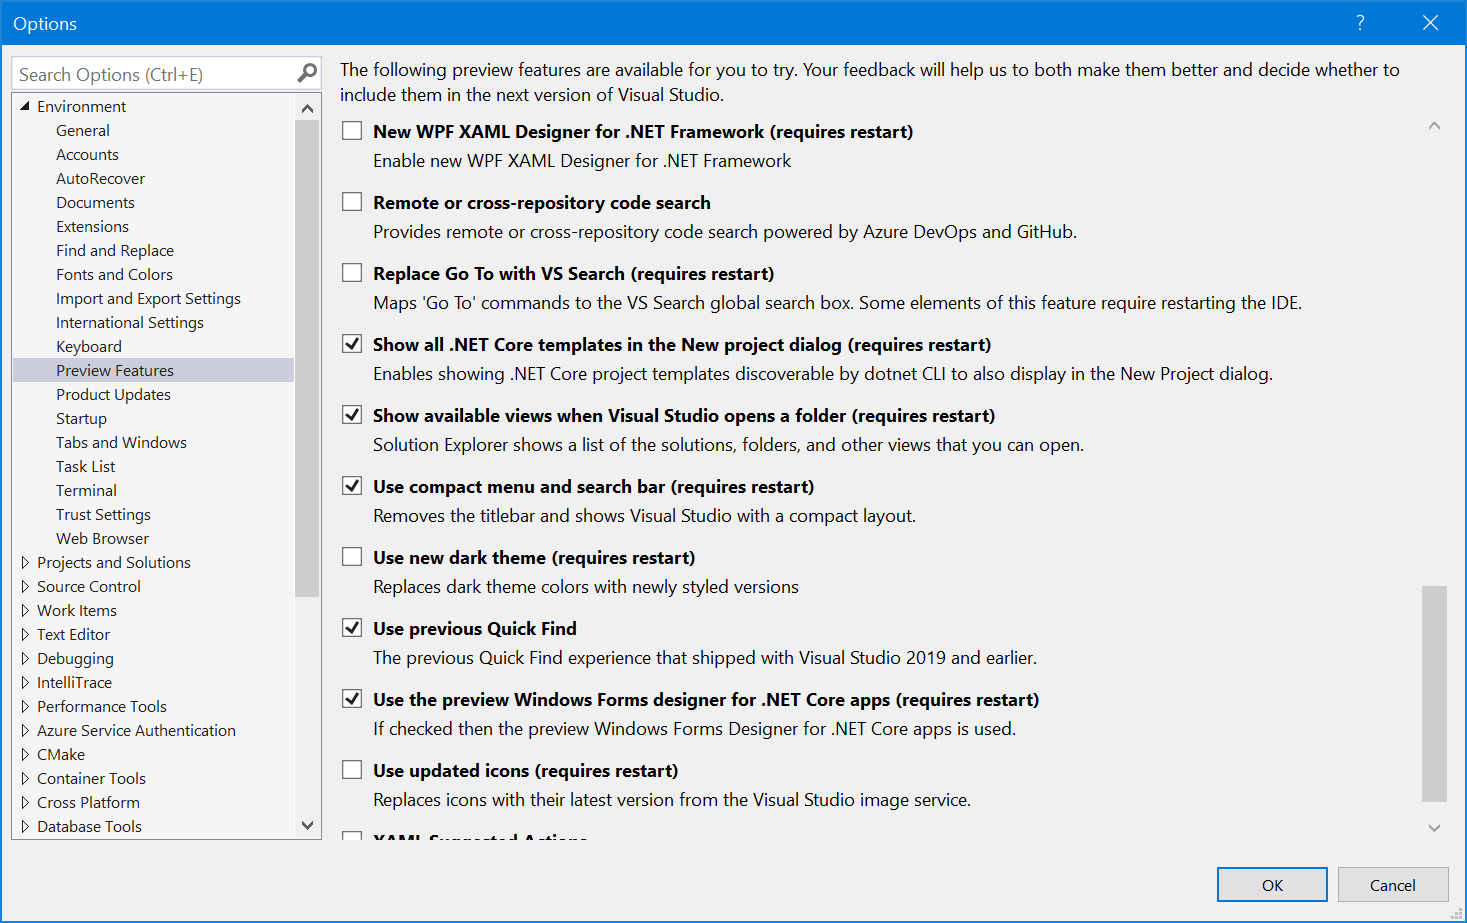 Options
?
Search Options (Ctrl+E)
Environment
General
Accounts
AutoRecover
Documents
Extensions
Find and Replace
Fonts and Colors
Import and Export Settings
International Settings
Keyboard
Preview Features
Product Updates
Startup
Tabs and Windows
Task List
Terminal
Trust Settings
Web Browser
Projects and Solutions
Source Control
Work Items
Text Editor
Debugging
IntelliTrace
Performance Tools
Azure Service Authentication
CMake
Container Tools
Cross Platform
Database Tools
The following preview features are available for you to try. Your feedback will help us to both make them better and decide whether to
include them in the next version of Visual Studio.
New WPF XAML Designer for .NET Framework (requires restart)
Enable new WPF XAML Designer for .NET Framework
Remote or cross-repository code search
Provides remote or cross-repository code search powered by Azure DevOps and GitHub.
Replace Go To with VS Search (requires restart)
Maps 'Go To' commands to the VS Search global search box. Some elements of this feature require restarting the IDE.
Show all .NET Core templates in the New project dialog (requires restart)
Enables showing .NET Core project templates discoverable by dotnet CLI to also display in the New Project dialog.
Show available views when Visual Studio opens a folder (requires restart)
Solution Explorer shows a list of the solutions, folders, and other views that you can open.
Use compact menu and search bar (requires restart)
Removes the titlebar and shows Visual Studio with a compact layout.
Use new dark theme (requires restart)
Replaces dark theme colors with newly styled versions
Use previous Quick Find
The previous Quick Find experience that shipped with Visual Studio 2019 and earlier.
Use the preview Windows Forms designer for .NET Core apps (requires restart)
If checked then the preview Windows Forms Designer for .NET Core apps is used.
Use updated icons (requires restart)
Replaces icons with their latest version from the Visual Studio image service.
XAML Suggested Actions
OK
Cancel